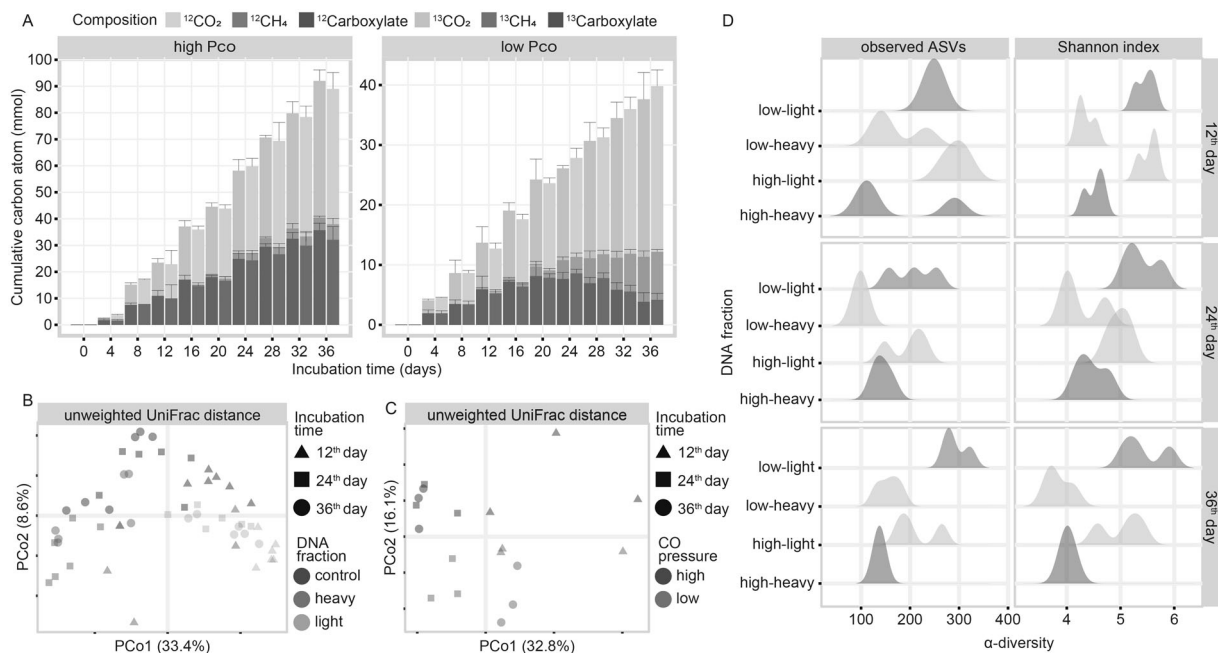 A
Composition ¹²CO₂ ¹²CH₄ ¹²Carboxylate ¹³CO₂ ¹³CH₄ ¹³Carboxylate
high Pco
low Pco
Cumulative carbon atom (mmol)
100
90
80
70
60
50
40
30
20
10
0
40
30
20
10
0
0 4 8 12 16 20 24 28 32 36
0 4 8 12 16 20 24 28 32 36
Incubation time (days)
B
unweighted UniFrac distance
PCo2 (8.6%)
PCo1 (33.4%)
Incubation
time
12ᵗʰ day
24ᵗʰ day
36ᵗʰ day
DNA
fraction
control
heavy
light
C
unweighted UniFrac distance
PCo2 (16.1%)
PCo1 (32.8%)
Incubation
time
12ᵗʰ day
24ᵗʰ day
36ᵗʰ day
CO
pressure
high
low
D
observed ASVs
Shannon index
DNA fraction
low-light
low-heavy
high-light
high-heavy
12ᵗʰ day
low-light
low-heavy
high-light
high-heavy
24ᵗʰ day
low-light
low-heavy
high-light
high-heavy
36ᵗʰ day
100 200 300 400
4 5 6
α-diversity